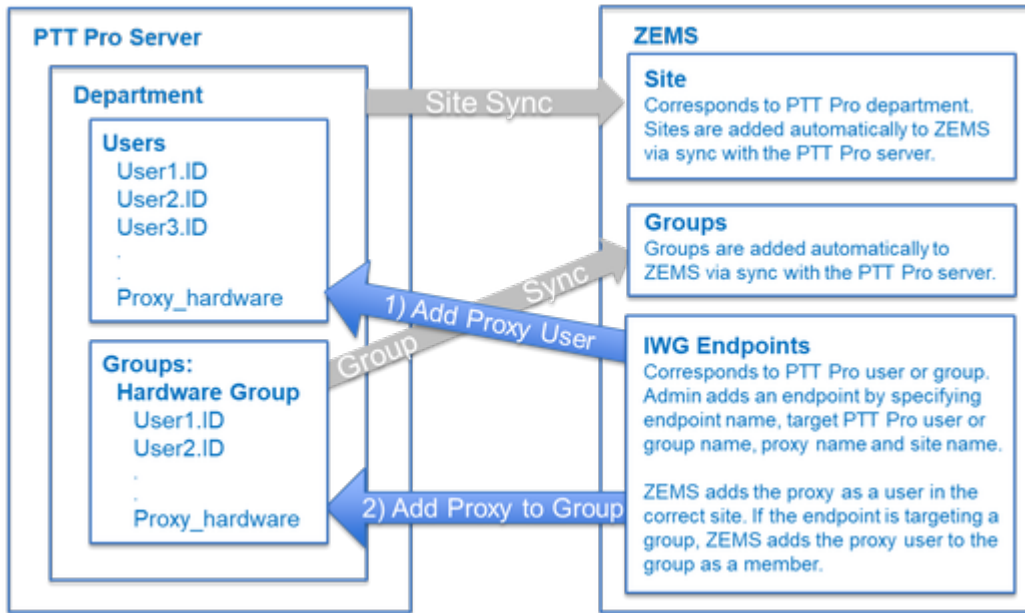 PTT Pro Server
Department
Users
User1.ID
User2.ID
User3.ID
.
.
Proxy_hardware
Groups:
Hardware Group
User1.ID
User2.ID
.
.
Proxy_hardware
Site Sync
Group Sync
1) Add Proxy User
2) Add Proxy to Group
ZEMS
Site
Corresponds to PTT Pro department.
Sites are added automatically to ZEMS
via sync with the PTT Pro server.
Groups
Groups are added automatically to
ZEMS via sync with the PTT Pro server.
IWG Endpoints
Corresponds to PTT Pro user or group.
Admin adds an endpoint by specifying
endpoint name, target PTT Pro user or
group name, proxy name and site name.
ZEMS adds the proxy as a user in the
correct site. If the endpoint is targeting a
group, ZEMS adds the proxy user to the
group as a member.